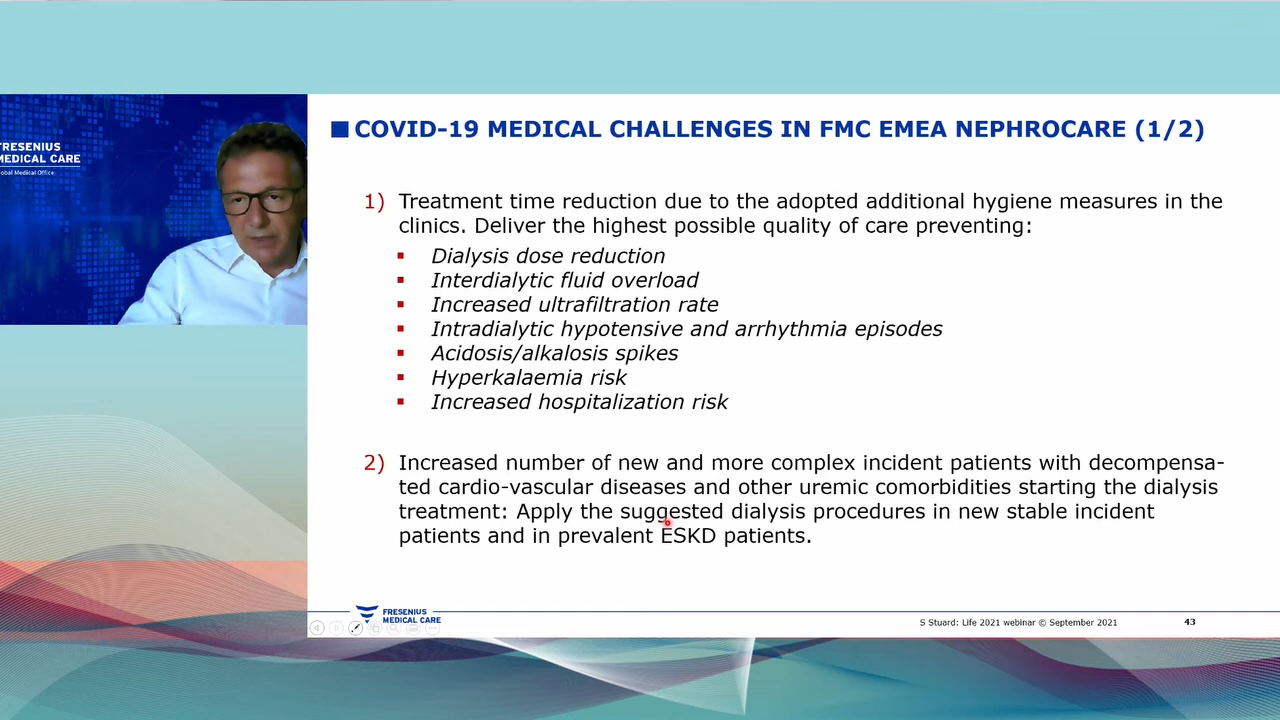 FRESENIUS
MEDICAL CARE
obal Medical Office
COVID-19 MEDICAL CHALLENGES IN FMC EMEA NEPHROCARE (1/2)
1) Treatment time reduction due to the adopted additional hygiene measures in the
clinics. Deliver the highest possible quality of care preventing:
Dialysis dose reduction
Interdialytic fluid overload
Increased ultrafiltration rate
Intradialytic hypotensive and arrhythmia episodes
Acidosis/alkalosis spikes
Hyperkalaemia risk
Increased hospitalization risk
2) Increased number of new and more complex incident patients with decompensa-
ted cardio-vascular diseases and other uremic comorbidities starting the dialysis
treatment: Apply the suggested dialysis procedures in new stable incident
patients and in prevalent ESKD patients.
FRESENIUS
MEDICAL CARE
S Stuard: Life 2021 webinar © September 2021
43